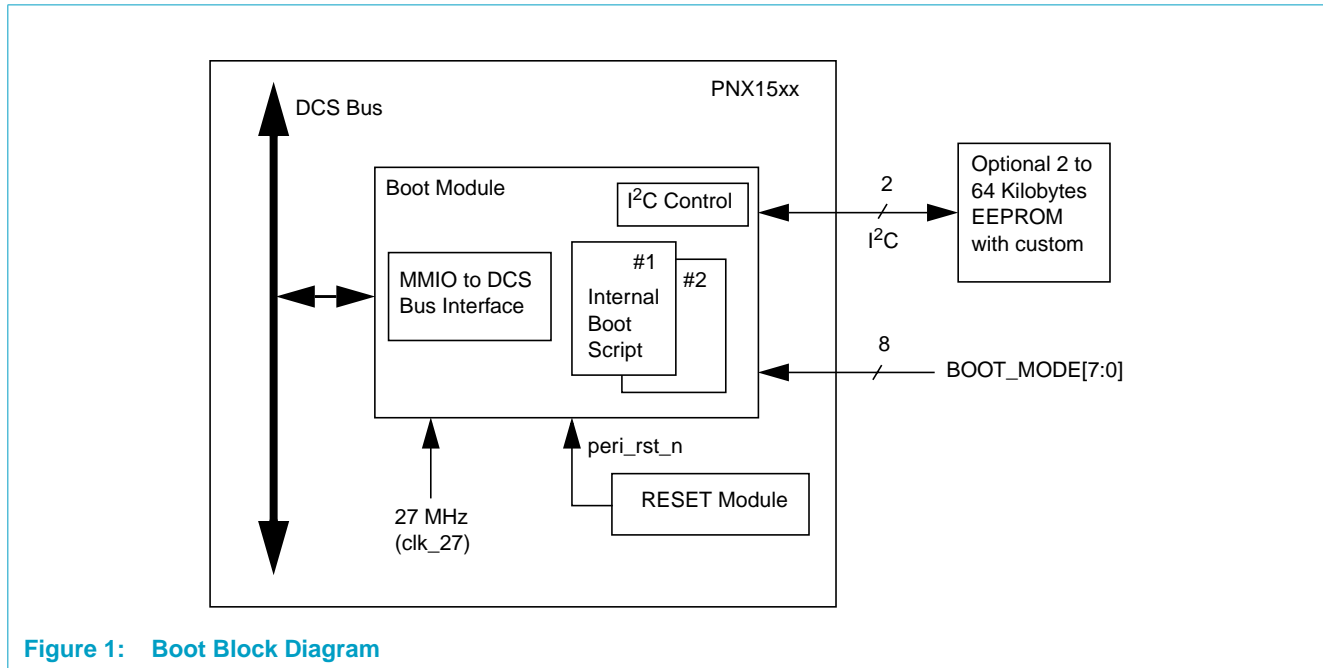 PNX15xx
DCS Bus
Boot Module
I²C Control
2
I²C
Optional 2 to
64 Kilobytes
EEPROM
with custom
MMIO to DCS
Bus Interface
#1
#2
Internal
Boot
Script
8
BOOT_MODE[7:0]
peri_rst_n
RESET Module
27 MHz
(clk_27)
Figure 1: Boot Block Diagram